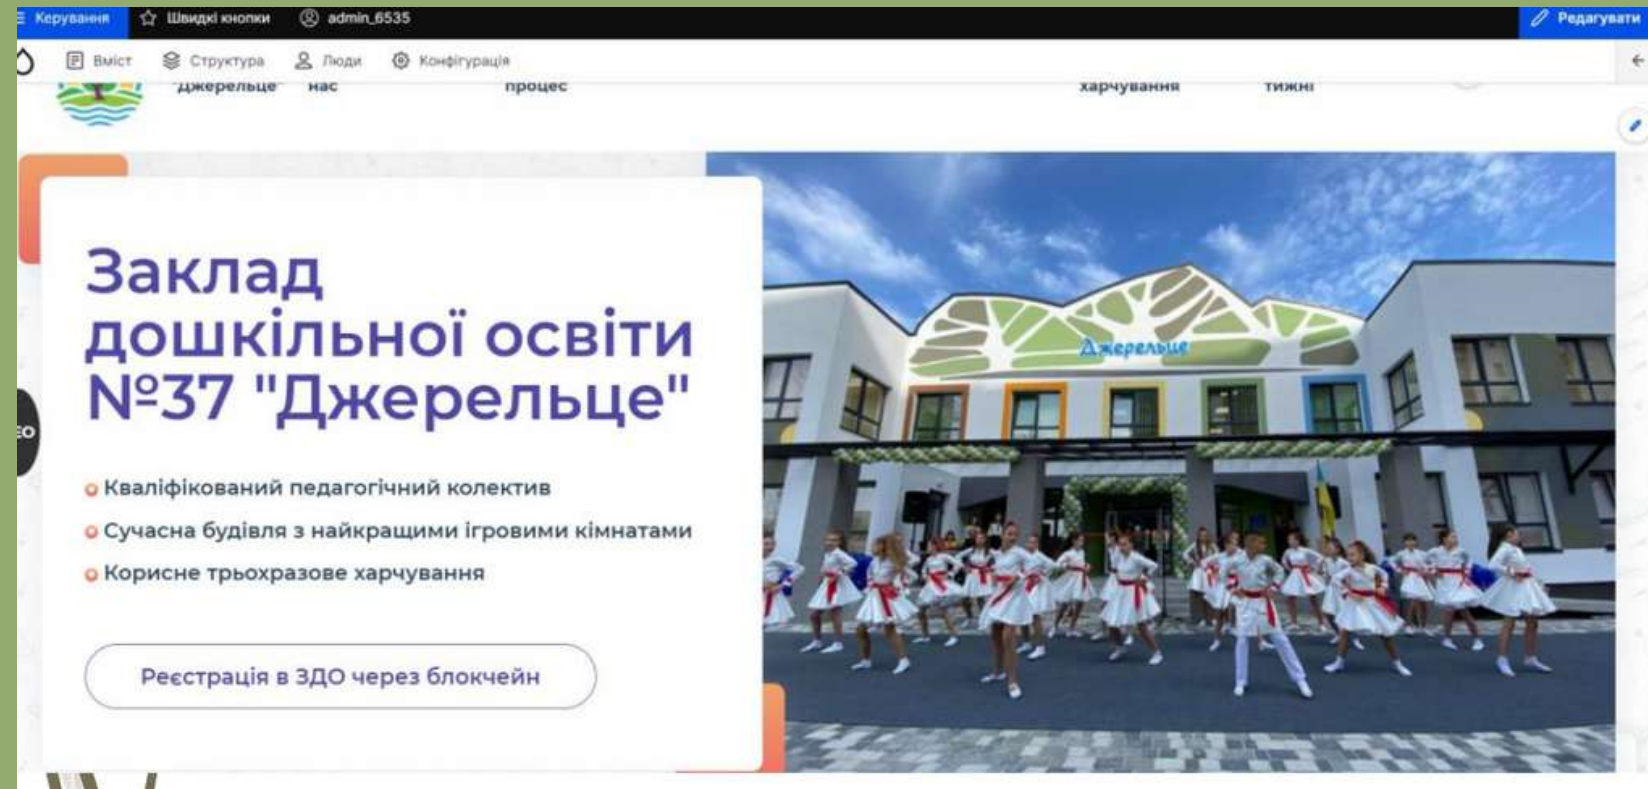 Керування Швидкі кнопки admin_6535 Редагувати
Вміст Структура Люди Конфігурація
"Джерельце" нас процес харчування тижні
Заклад
дошкільної освіти
№37 "Джерельце"
Джерельце
Кваліфікований педагогічний колектив
Сучасна будівля з найкращими ігровими кімнатами
Корисне трьохразове харчування
Реєстрація в ЗДО через блокчейн